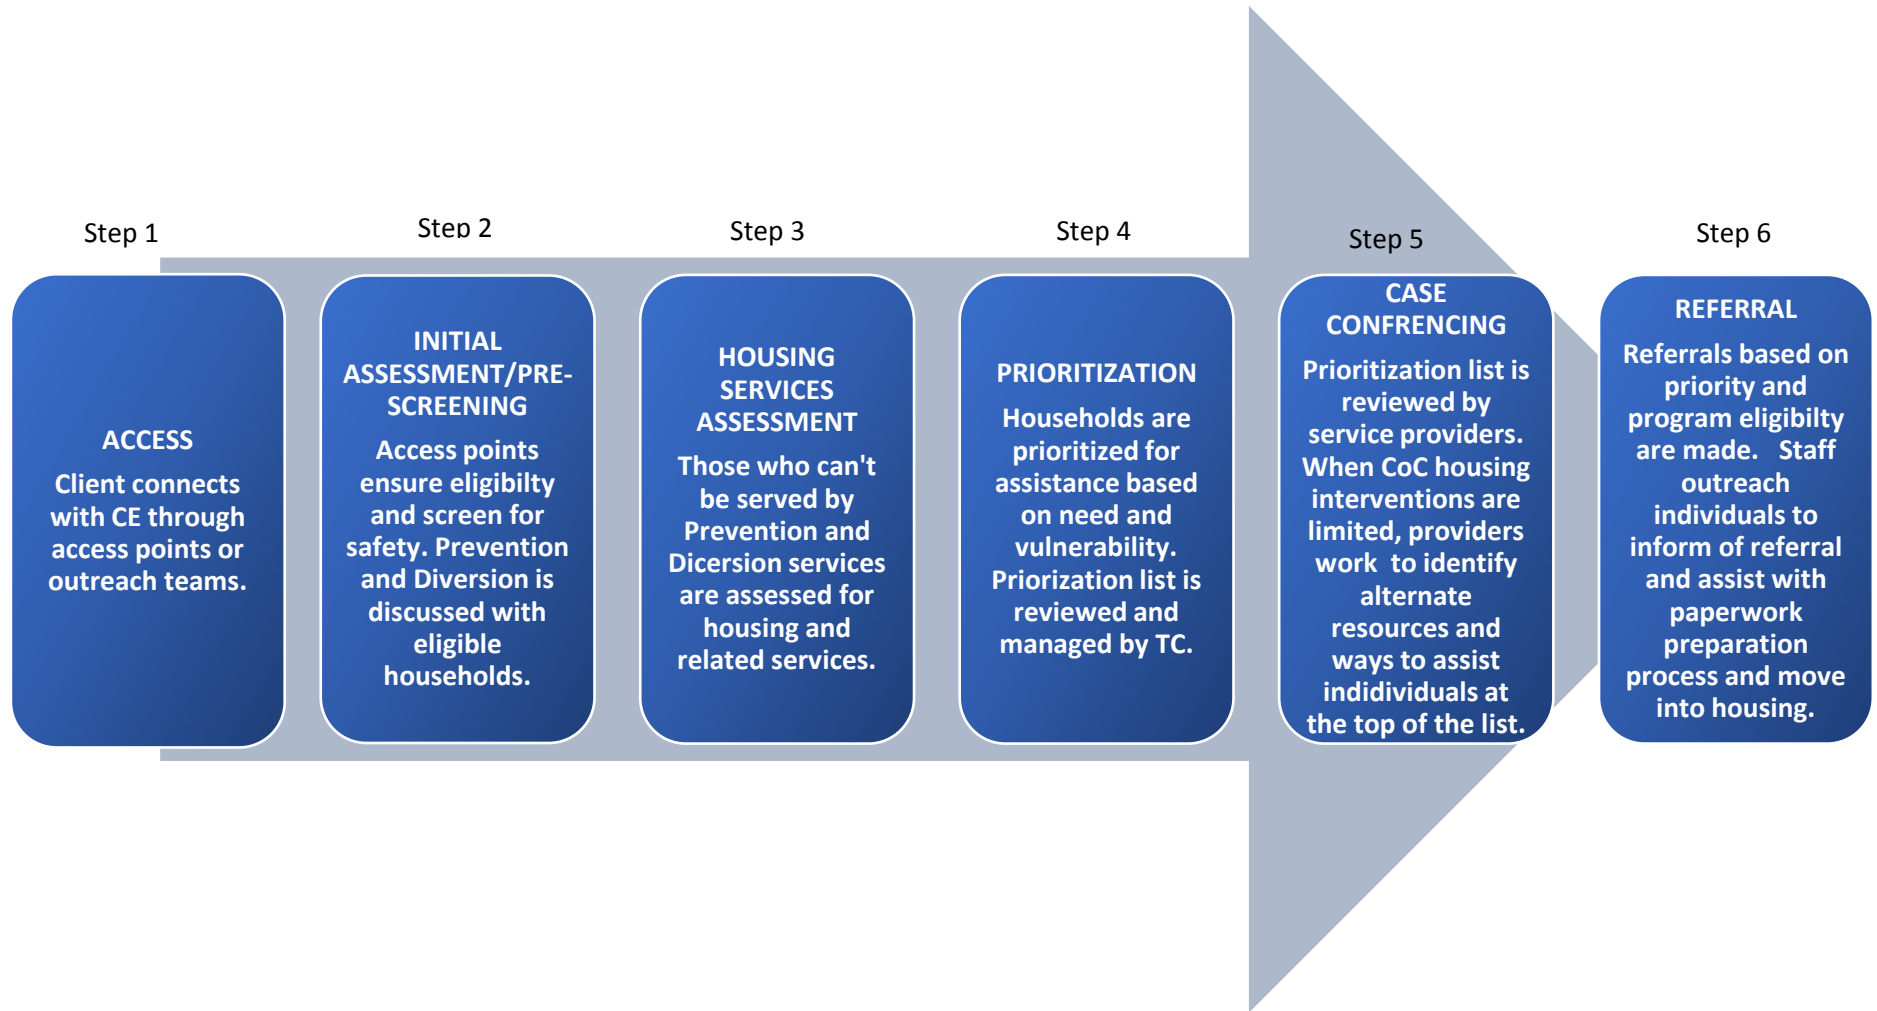 Step 1
ACCESS
Client connects
with CE through
access points or
outreach teams.
Step 2
INITIAL
ASSESSMENT/PRE-
SCREENING
Access points
ensure eligibilty
and screen for
safety. Prevention
and Diversion is
discussed with
eligible
households.
Step 3
HOUSING
SERVICES
ASSESSMENT
Those who can't
be served by
Prevention and
Dicersion services
are assessed for
housing and
related services.
Step 4
PRIORITIZATION
Households are
prioritized for
assistance based
on need and
vulnerability.
Priorization list is
reviewed and
managed by TC.
Step 5
CASE
CONFRENCING
Prioritization list is
reviewed by
service providers.
When CoC housing
interventions are
limited, providers
work  to identify
alternate
resources and
ways to assist
indidividuals at
the top of the list.
Step 6
REFERRAL
Referrals based on
priority and
program eligibilty
are made.   Staff
outreach
individuals to
inform of referral
and assist with
paperwork
preparation
process and move
into housing.